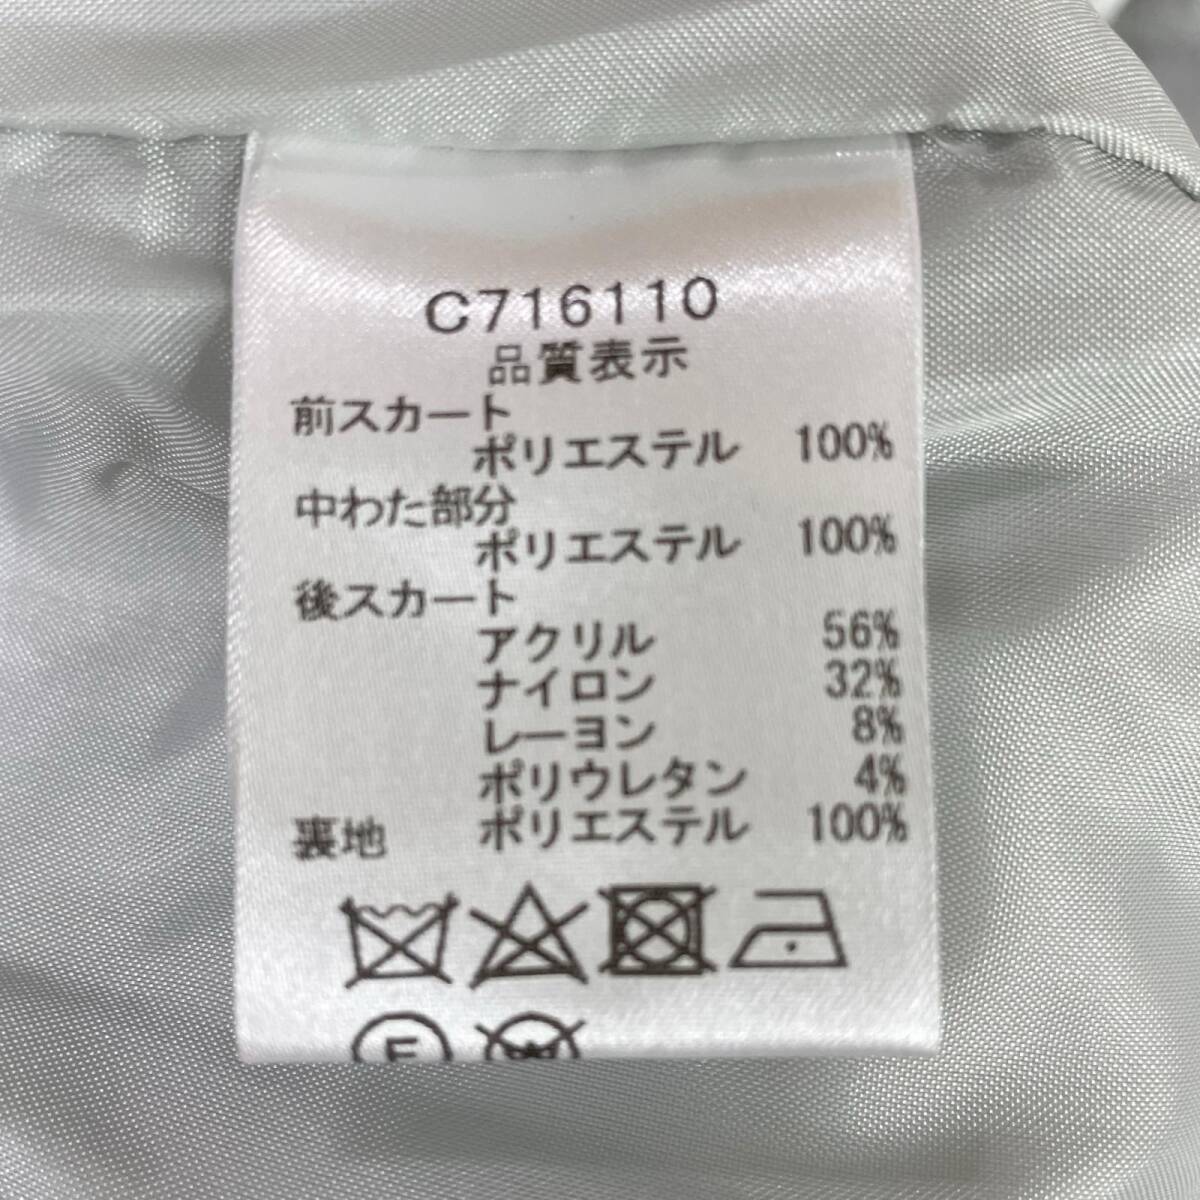 C716110
品質表示
前スカート
ポリエステル 100%
中わた部分
ポリエステル 100%
後スカート
アクリル 56%
ナイロン 32%
レーヨン 8%
ポリウレタン 4%
裏地 ポリエステル 100%
F W